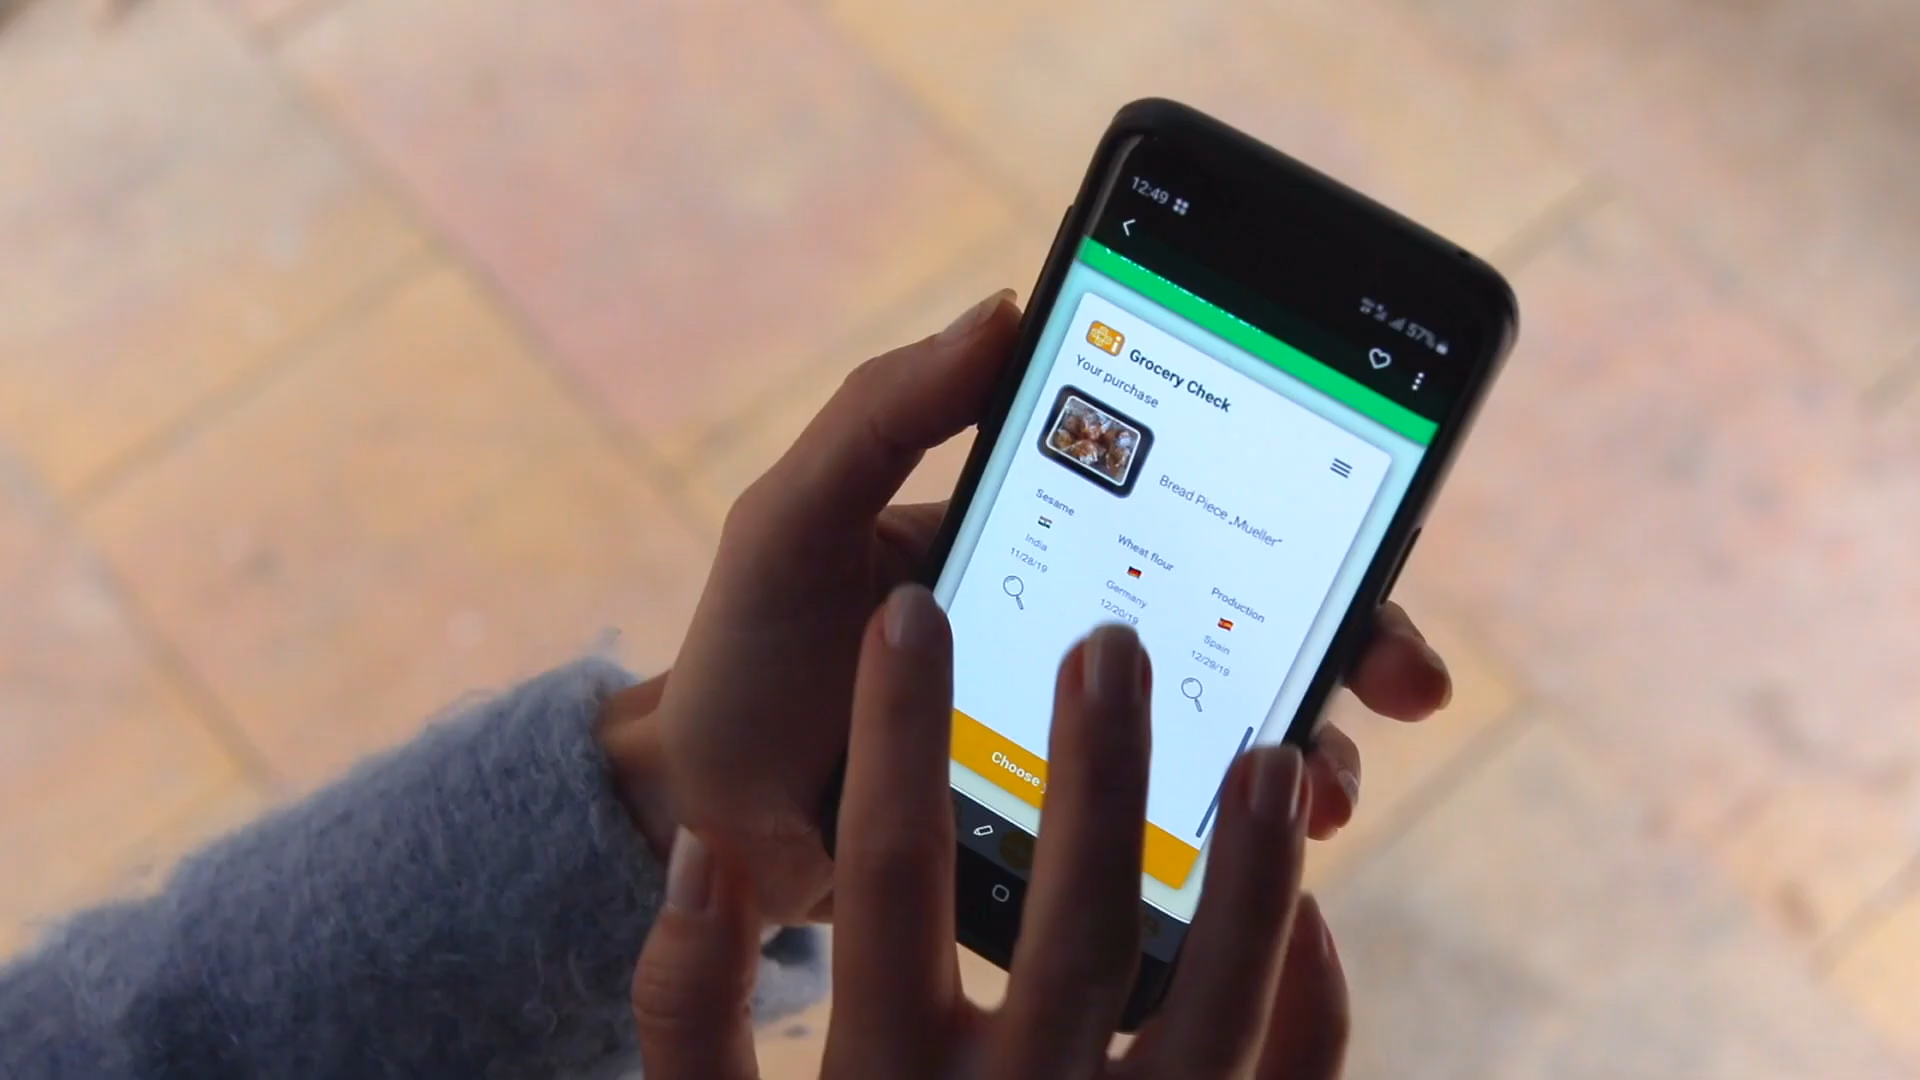 12:49
57%
Grocery Check
Your purchase
Bread Piece „Mueller“
Sesame
India
11/28/19
Wheat flour
Germany
12/20/19
Production
Spain
12/29/19
Choose